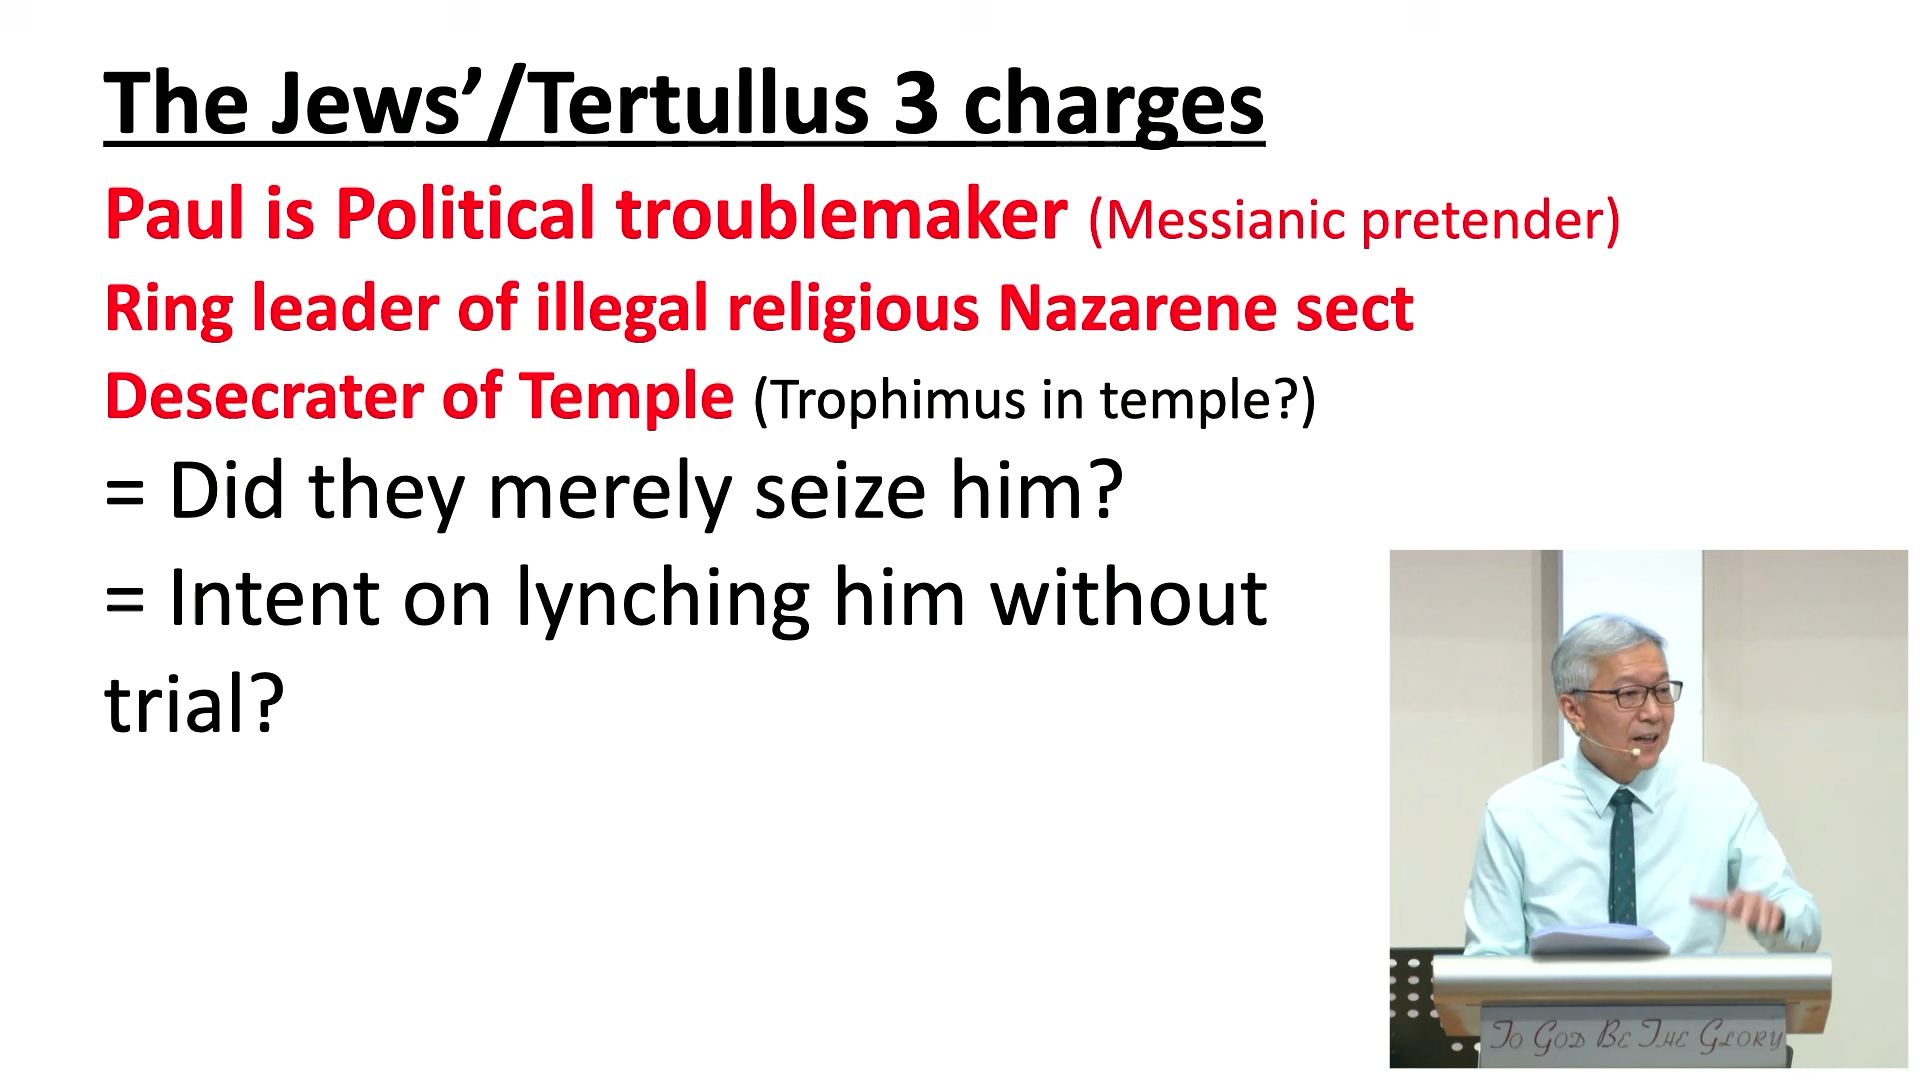 The Jews’/Tertullus 3 charges
Paul is Political troublemaker (Messianic pretender)
Ring leader of illegal religious Nazarene sect
Desecrater of Temple (Trophimus in temple?)
= Did they merely seize him?
= Intent on lynching him without
trial?
To God Be The Glory